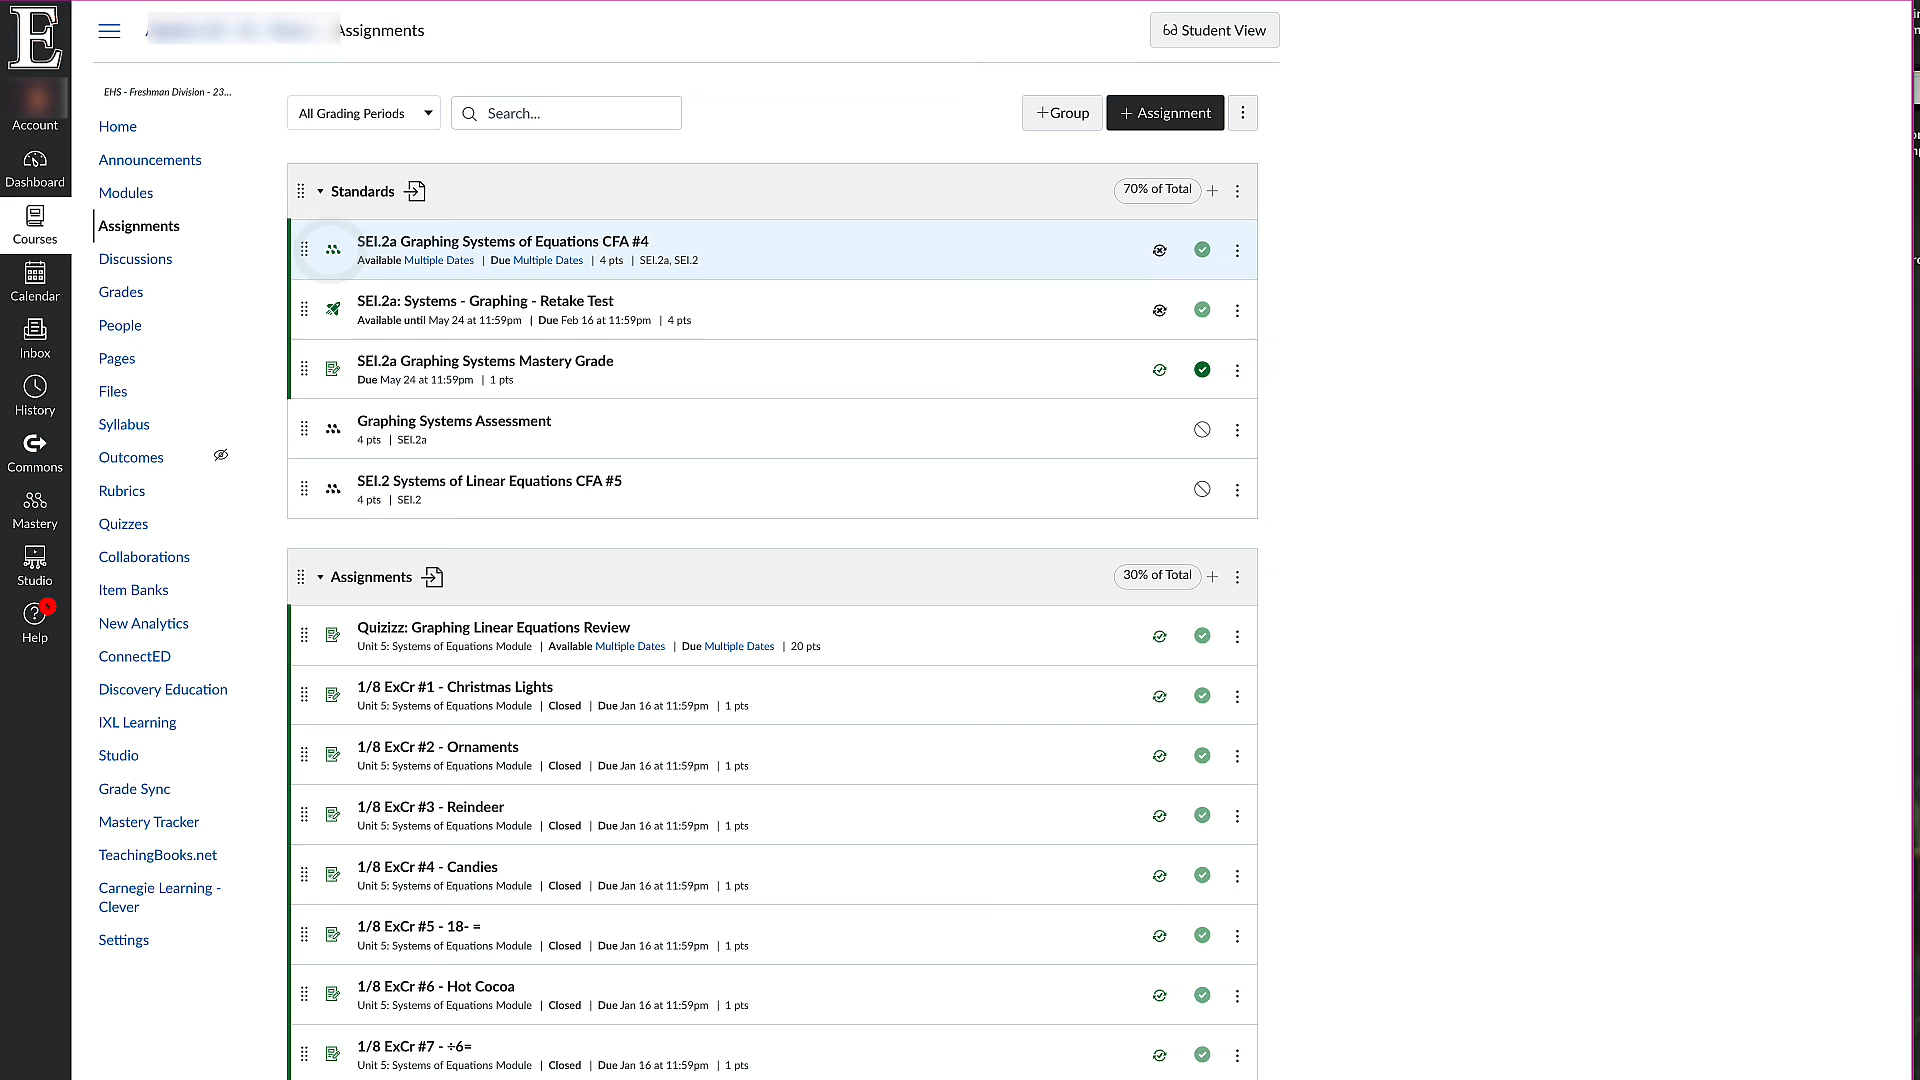 E
Account
Dashboard
Courses
Calendar
Inbox
History
Commons
Mastery
Studio
Help
Assignments
Student View
EHS - Freshman Division - 23...
Home
Announcements
Modules
Assignments
Discussions
Grades
People
Pages
Files
Syllabus
Outcomes
Rubrics
Quizzes
Collaborations
Item Banks
New Analytics
ConnectED
Discovery Education
IXL Learning
Studio
Grade Sync
Mastery Tracker
TeachingBooks.net
Carnegie Learning -
Clever
Settings
All Grading Periods
Search...
+Group
+ Assignment
Standards
70% of Total
SEI.2a Graphing Systems of Equations CFA #4
Available Multiple Dates | Due Multiple Dates | 4 pts | SEI.2a, SEI.2
SEI.2a: Systems - Graphing - Retake Test
Available until May 24 at 11:59pm | Due Feb 16 at 11:59pm | 4 pts
SEI.2a Graphing Systems Mastery Grade
Due May 24 at 11:59pm | 1 pts
Graphing Systems Assessment
4 pts | SEI.2a
SEI.2 Systems of Linear Equations CFA #5
4 pts | SEI.2
Assignments
30% of Total
Quizizz: Graphing Linear Equations Review
Unit 5: Systems of Equations Module | Available Multiple Dates | Due Multiple Dates | 20 pts
1/8 ExCr #1 - Christmas Lights
Unit 5: Systems of Equations Module | Closed | Due Jan 16 at 11:59pm | 1 pts
1/8 ExCr #2 - Ornaments
Unit 5: Systems of Equations Module | Closed | Due Jan 16 at 11:59pm | 1 pts
1/8 ExCr #3 - Reindeer
Unit 5: Systems of Equations Module | Closed | Due Jan 16 at 11:59pm | 1 pts
1/8 ExCr #4 - Candies
Unit 5: Systems of Equations Module | Closed | Due Jan 16 at 11:59pm | 1 pts
1/8 ExCr #5 - 18- =
Unit 5: Systems of Equations Module | Closed | Due Jan 16 at 11:59pm | 1 pts
1/8 ExCr #6 - Hot Cocoa
Unit 5: Systems of Equations Module | Closed | Due Jan 16 at 11:59pm | 1 pts
1/8 ExCr #7 - ÷6=
Unit 5: Systems of Equations Module | Closed | Due Jan 16 at 11:59pm | 1 pts